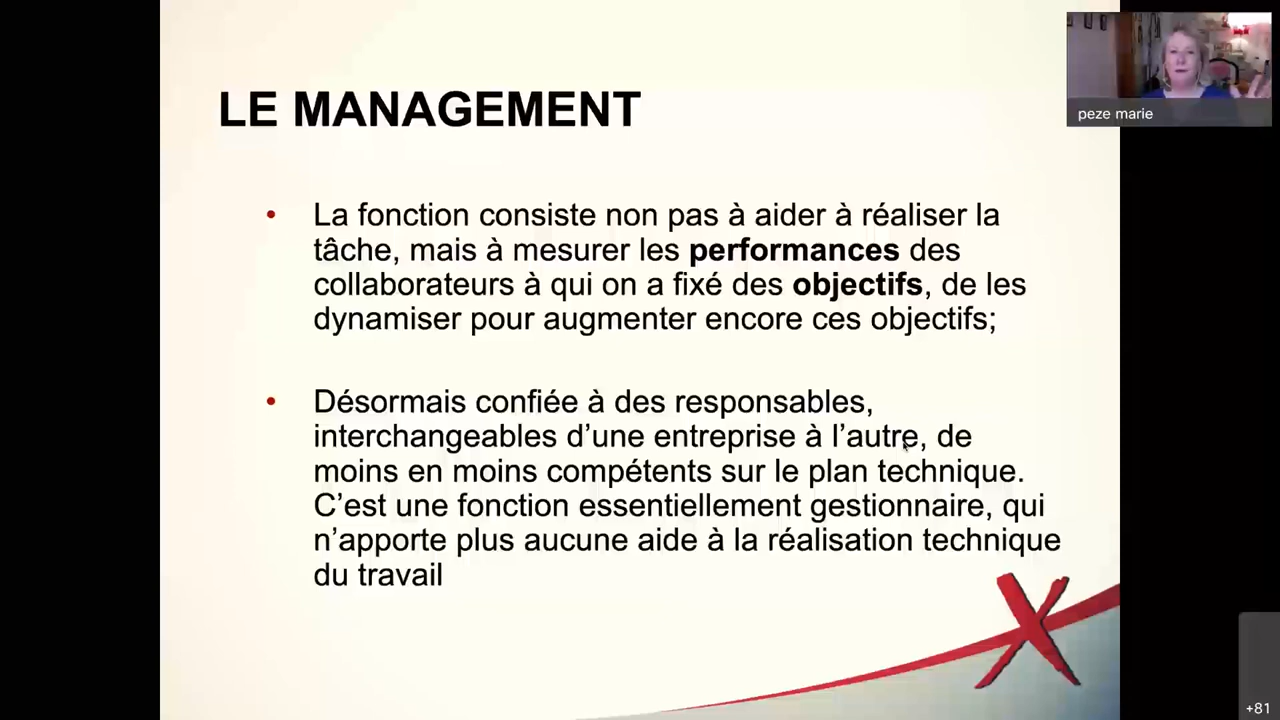 LE MANAGEMENT
peze marie
• La fonction consiste non pas à aider à réaliser la
tâche, mais à mesurer les performances des
collaborateurs à qui on a fixé des objectifs, de les
dynamiser pour augmenter encore ces objectifs;
• Désormais confiée à des responsables,
interchangeables d’une entreprise à l’autre, de
moins en moins compétents sur le plan technique.
C’est une fonction essentiellement gestionnaire, qui
n’apporte plus aucune aide à la réalisation technique
du travail
+81